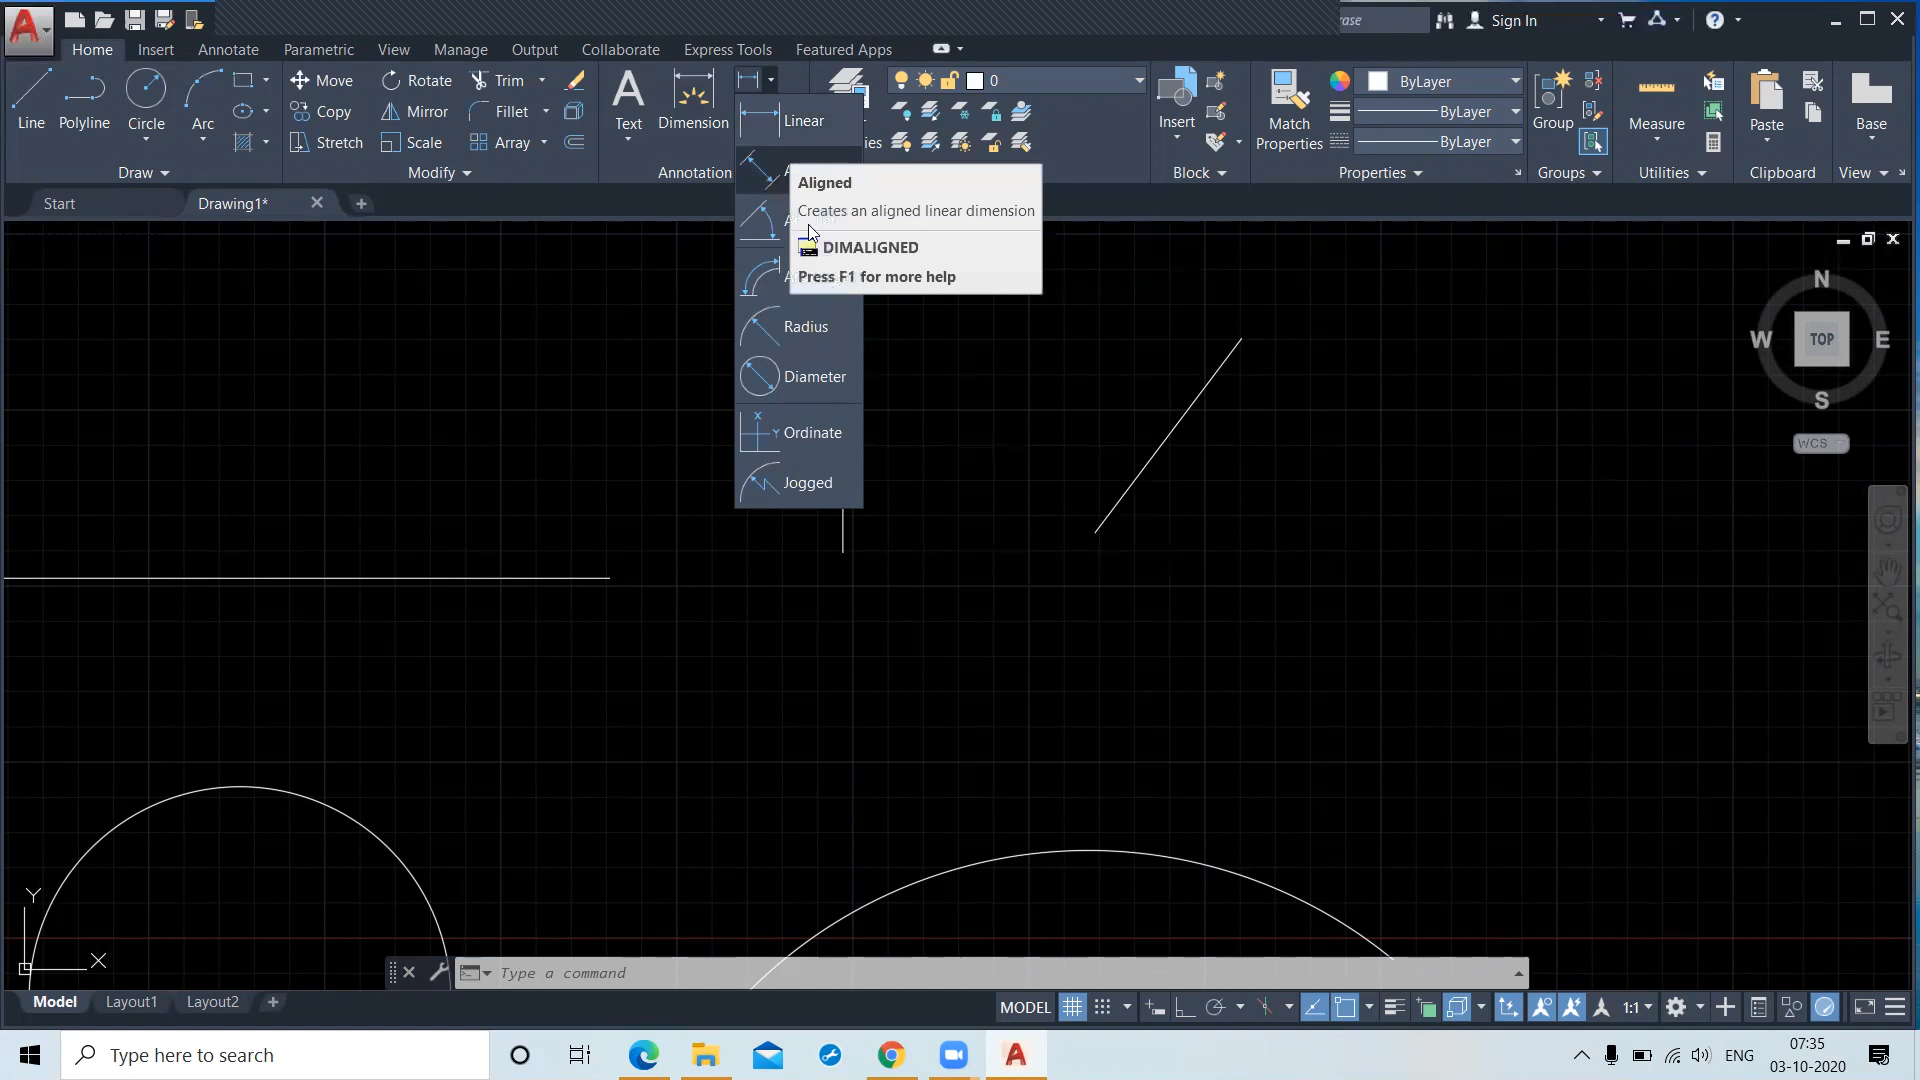 rase
Sign In
Home Insert Annotate Parametric View Manage Output Collaborate Express Tools Featured Apps
Line Polyline Circle Arc
Move Rotate Trim
Copy Mirror Fillet
Stretch Scale Array
Text Dimension
Linear
ies
0
Insert
Match
Properties
ByLayer
ByLayer
ByLayer
Group Measure Paste Base
Draw Modify Annotation Block Properties Groups Utilities Clipboard View
Start Drawing1*
Aligned
Creates an aligned linear dimension
DIMALIGNED
Press F1 for more help
Radius
Diameter
X
Y Ordinate
Jogged
N
W TOP E
S
WCS
Y
X
Type a command
Model Layout1 Layout2
MODEL 1:1
Type here to search
ENG
07:35
03-10-2020